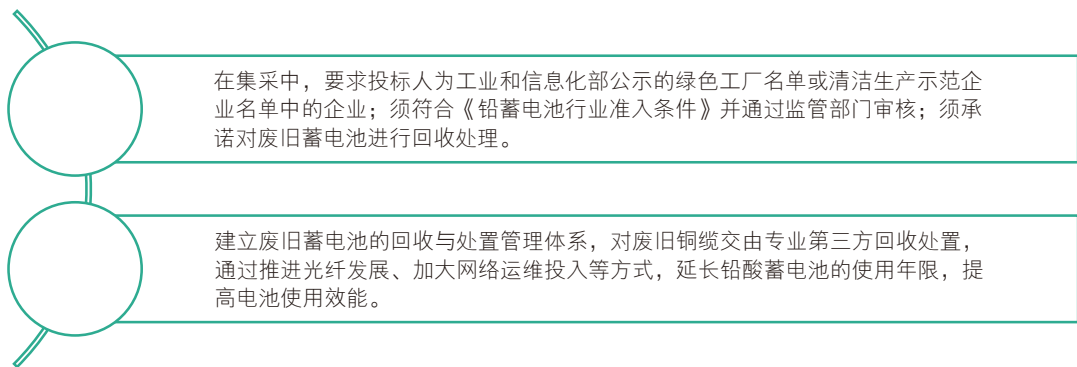 在集采中，要求投标人为工业和信息化部公示的绿色工厂名单或清洁生产示范企
业名单中的企业；须符合《铅蓄电池行业准入条件》并通过监管部门审核；须承
诺对废旧蓄电池进行回收处理。
建立废旧蓄电池的回收与处置管理体系，对废旧铜缆交由专业第三方回收处置，
通过推进光纤发展、加大网络运维投入等方式，延长铅酸蓄电池的使用年限，提
高电池使用效能。